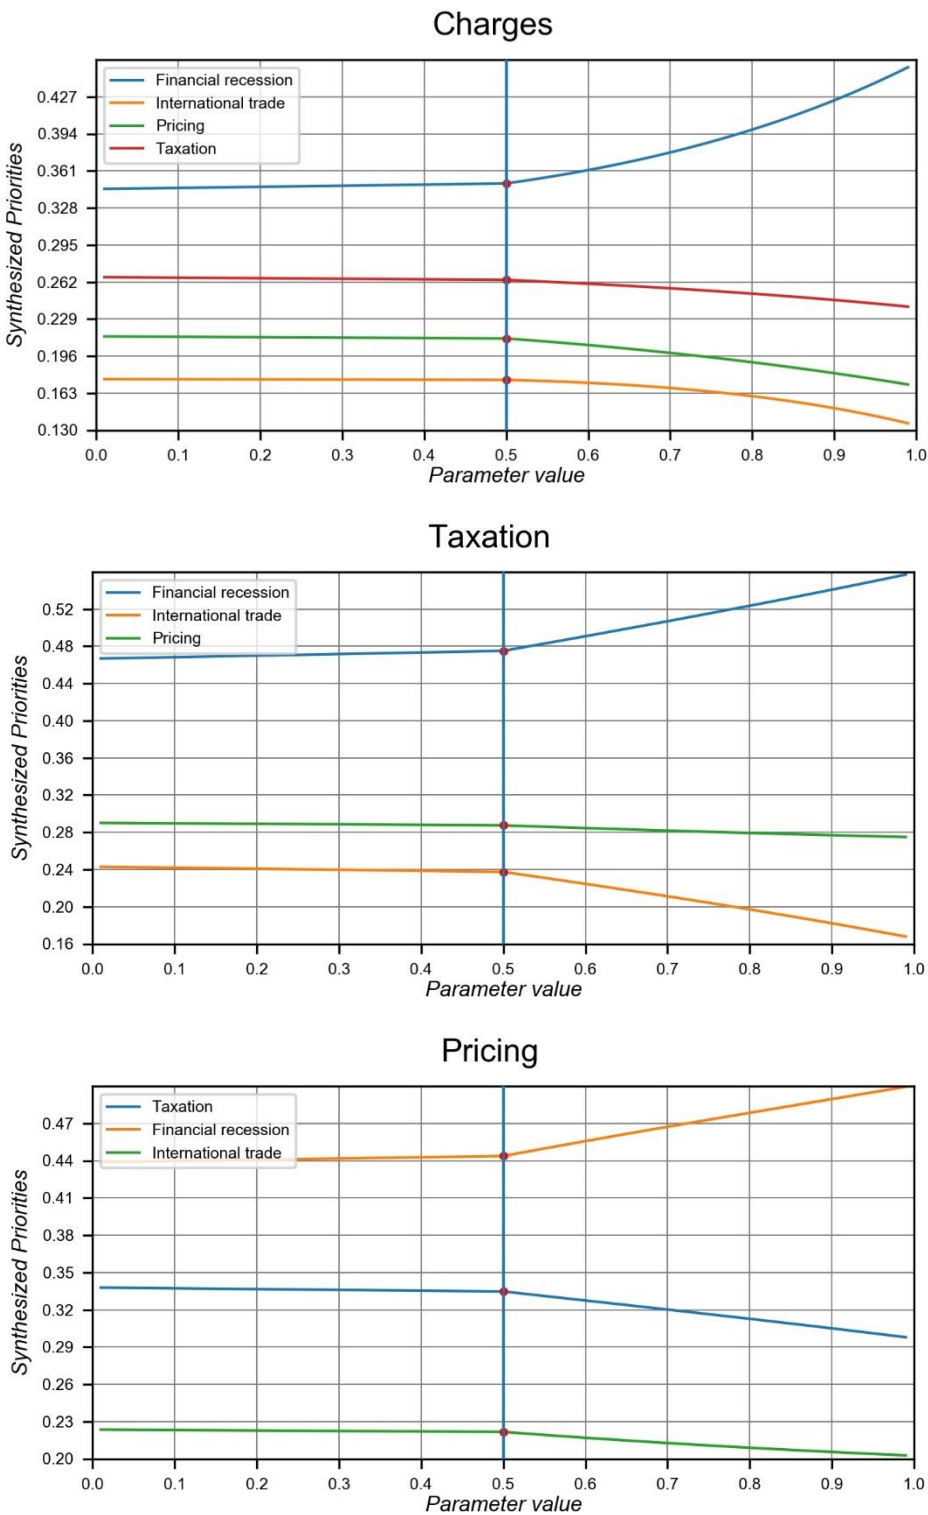 Charges
Financial recession
International trade
Pricing
Taxation
Synthesized Priorities
0.427
0.394
0.361
0.328
0.295
0.262
0.229
0.196
0.163
0.130
0.0 0.1 0.2 0.3 0.4 0.5 0.6 0.7 0.8 0.9 1.0
Parameter value
Taxation
Financial recession
International trade
Pricing
Synthesized Priorities
0.52
0.48
0.44
0.40
0.36
0.32
0.28
0.24
0.20
0.16
0.0 0.1 0.2 0.3 0.4 0.5 0.6 0.7 0.8 0.9 1.0
Parameter value
Pricing
Taxation
Financial recession
International trade
Synthesized Priorities
0.47
0.44
0.41
0.38
0.35
0.32
0.29
0.26
0.23
0.20
0.0 0.1 0.2 0.3 0.4 0.5 0.6 0.7 0.8 0.9 1.0
Parameter value